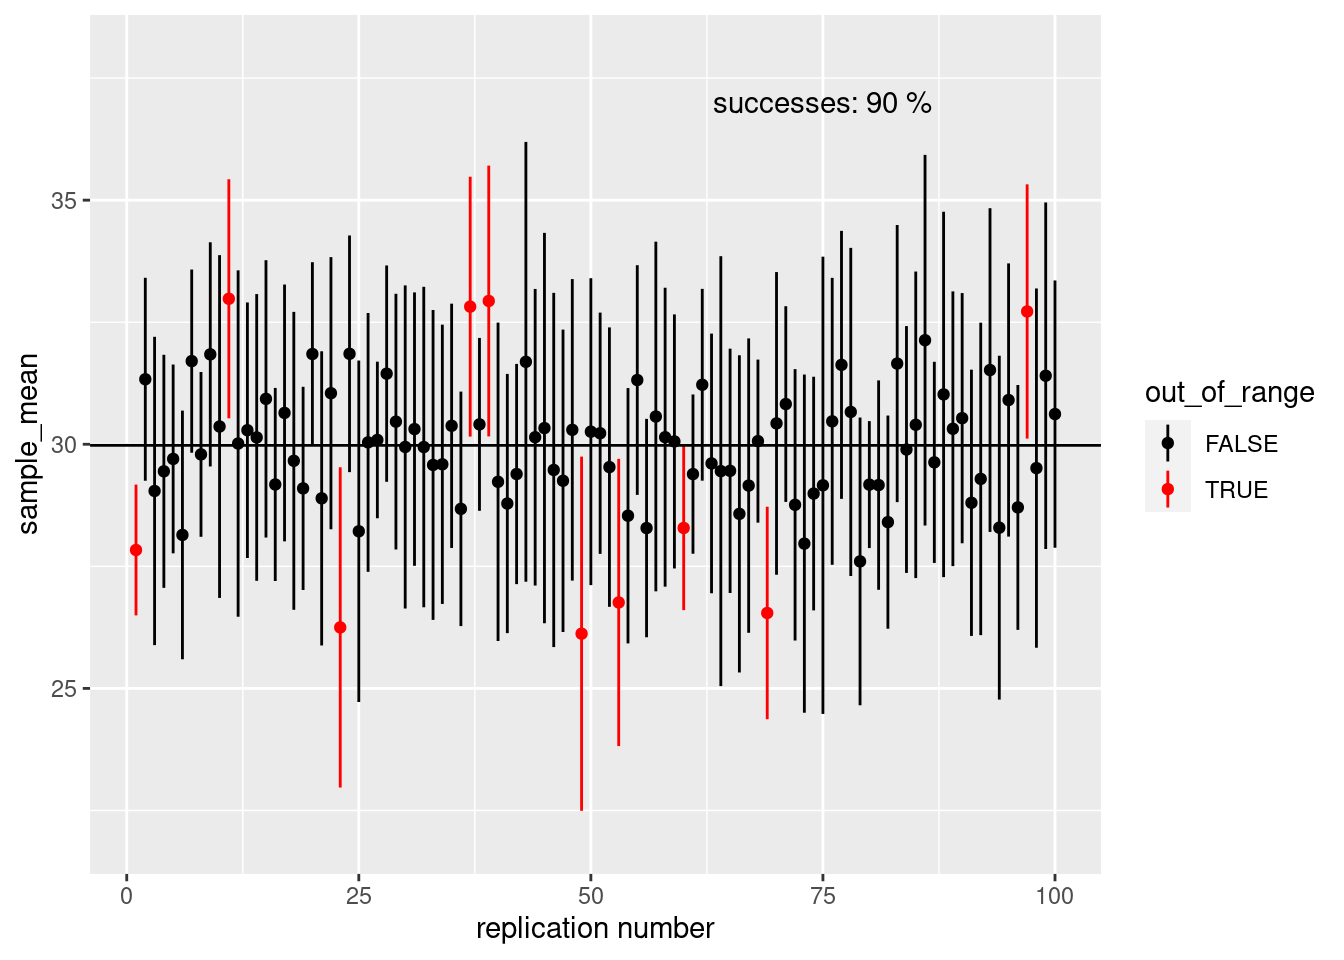 successes: 90 %
35
30
25
sample_mean
0 25 50 75 100
replication number
out_of_range
FALSE
TRUE